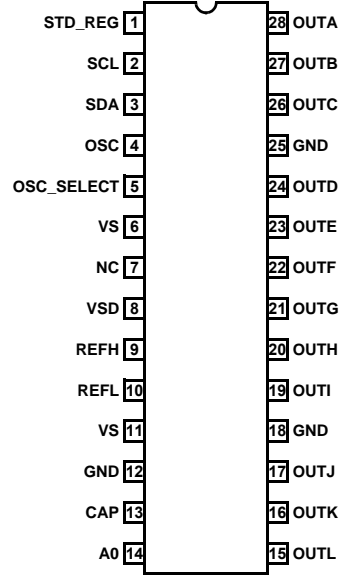 STD_REG 1 28 OUTA
SCL 2 27 OUTB
SDA 3 26 OUTC
OSC 4 25 GND
OSC_SELECT 5 24 OUTD
VS 6 23 OUTE
NC 7 22 OUTF
VSD 8 21 OUTG
REFH 9 20 OUTH
REFL 10 19 OUTI
VS 11 18 GND
GND 12 17 OUTJ
CAP 13 16 OUTK
A0 14 15 OUTL